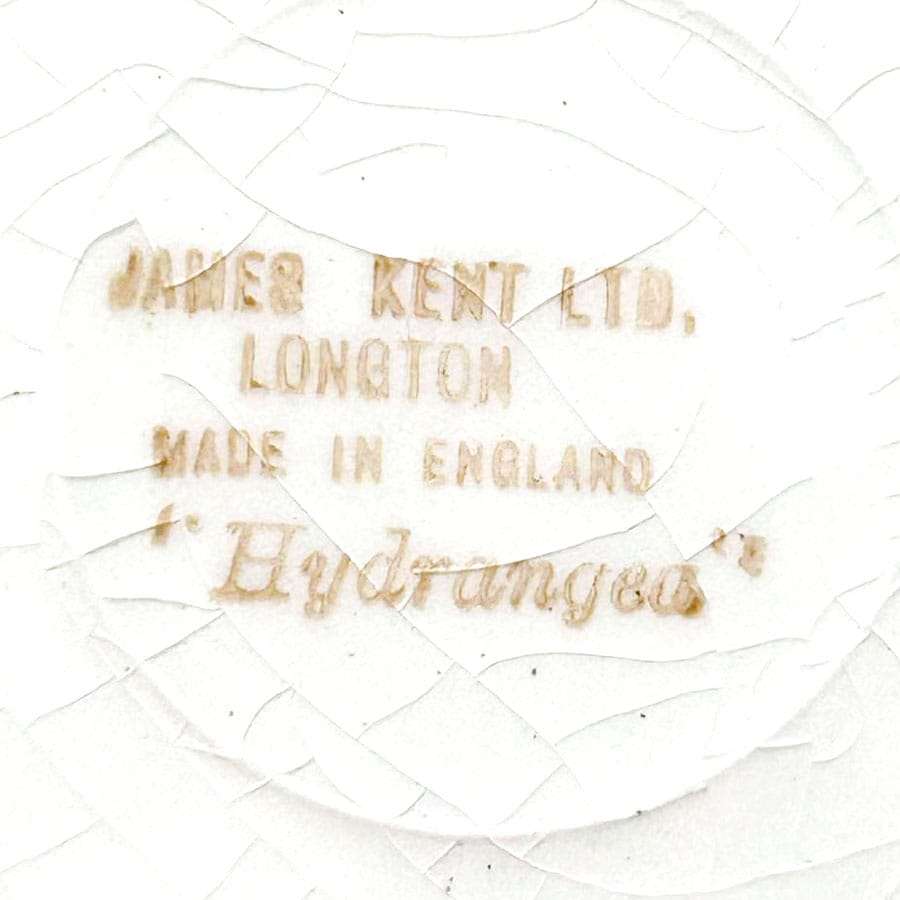 JAMES KENT LTD.
LONGTON
MADE IN ENGLAND
"Hydrangea"